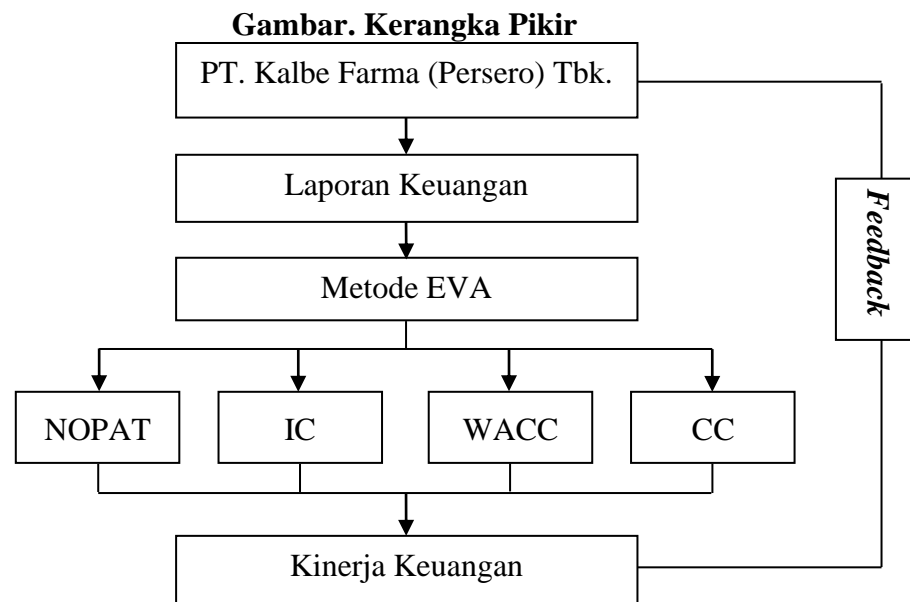 Gambar. Kerangka Pikir
PT. Kalbe Farma (Persero) Tbk.
Laporan Keuangan
Feedback
Metode EVA
NOPAT
IC
WACC
CC
Kinerja Keuangan